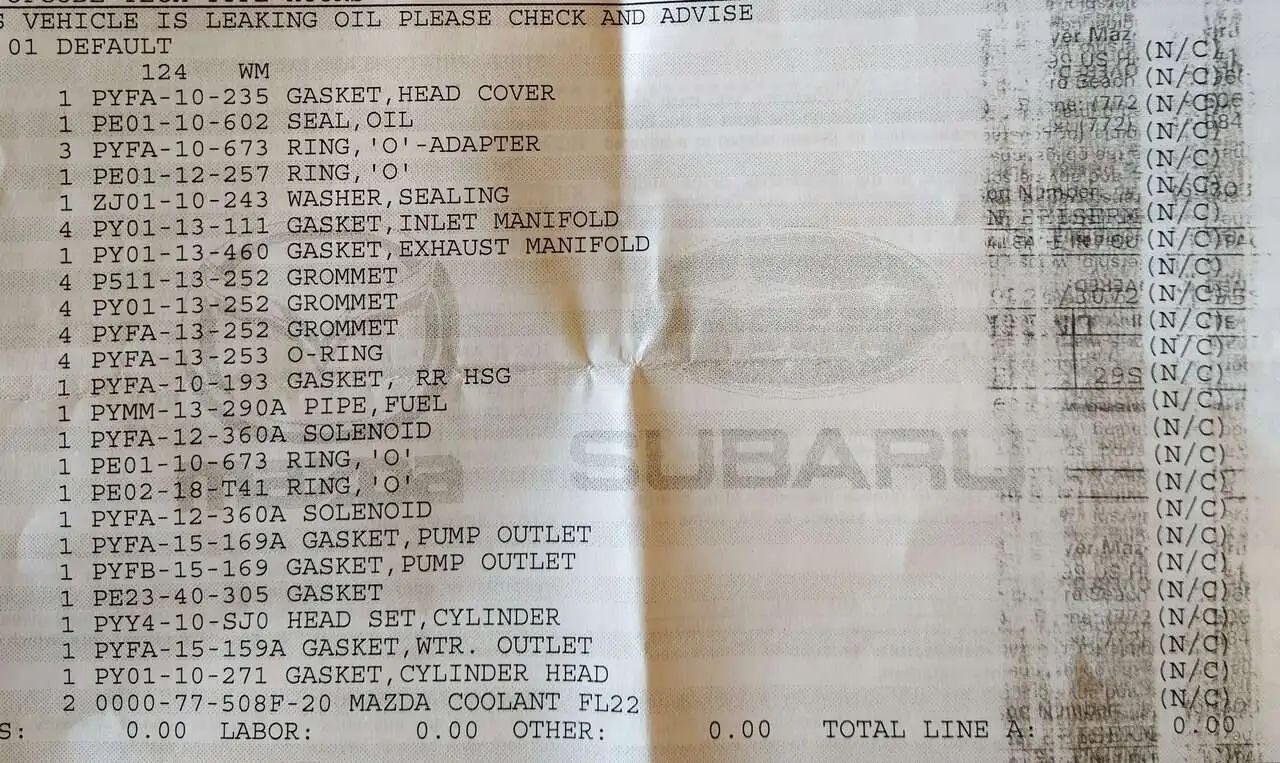 VEHICLE IS LEAKING OIL PLEASE CHECK AND ADVISE
01 DEFAULT (N/C)
124 WM (N/C)
1 PYFA-10-235 GASKET,HEAD COVER (N/C)
1 PE01-10-602 SEAL,OIL (N/C)
3 PYFA-10-673 RING,'O'-ADAPTER (N/C)
1 PE01-12-257 RING,'O' (N/C)
1 ZJ01-10-243 WASHER,SEALING (N/C)
4 PY01-13-111 GASKET,INLET MANIFOLD (N/C)
1 PY01-13-460 GASKET,EXHAUST MANIFOLD (N/C)
4 P511-13-252 GROMMET (N/C)
4 PY01-13-252 GROMMET (N/C)
4 PYFA-13-252 GROMMET (N/C)
4 PYFA-13-253 O-RING (N/C)
1 PYFA-10-193 GASKET, RR HSG (N/C)
1 PYMM-13-290A PIPE,FUEL (N/C)
1 PYFA-12-360A SOLENOID (N/C)
1 PE01-10-673 RING,'O' (N/C)
1 PE02-18-T41 RING,'O' (N/C)
1 PYFA-12-360A SOLENOID (N/C)
1 PYFA-15-169A GASKET,PUMP OUTLET (N/C)
1 PYFB-15-169 GASKET,PUMP OUTLET (N/C)
1 PE23-40-305 GASKET (N/C)
1 PYY4-10-SJ0 HEAD SET,CYLINDER (N/C)
1 PYFA-15-159A GASKET,WTR. OUTLET (N/C)
1 PY01-10-271 GASKET,CYLINDER HEAD (N/C)
2 0000-77-508F-20 MAZDA COOLANT FL22
S: 0.00 LABOR: 0.00 OTHER: 0.00 TOTAL LINE A: 0.00
SUBARU